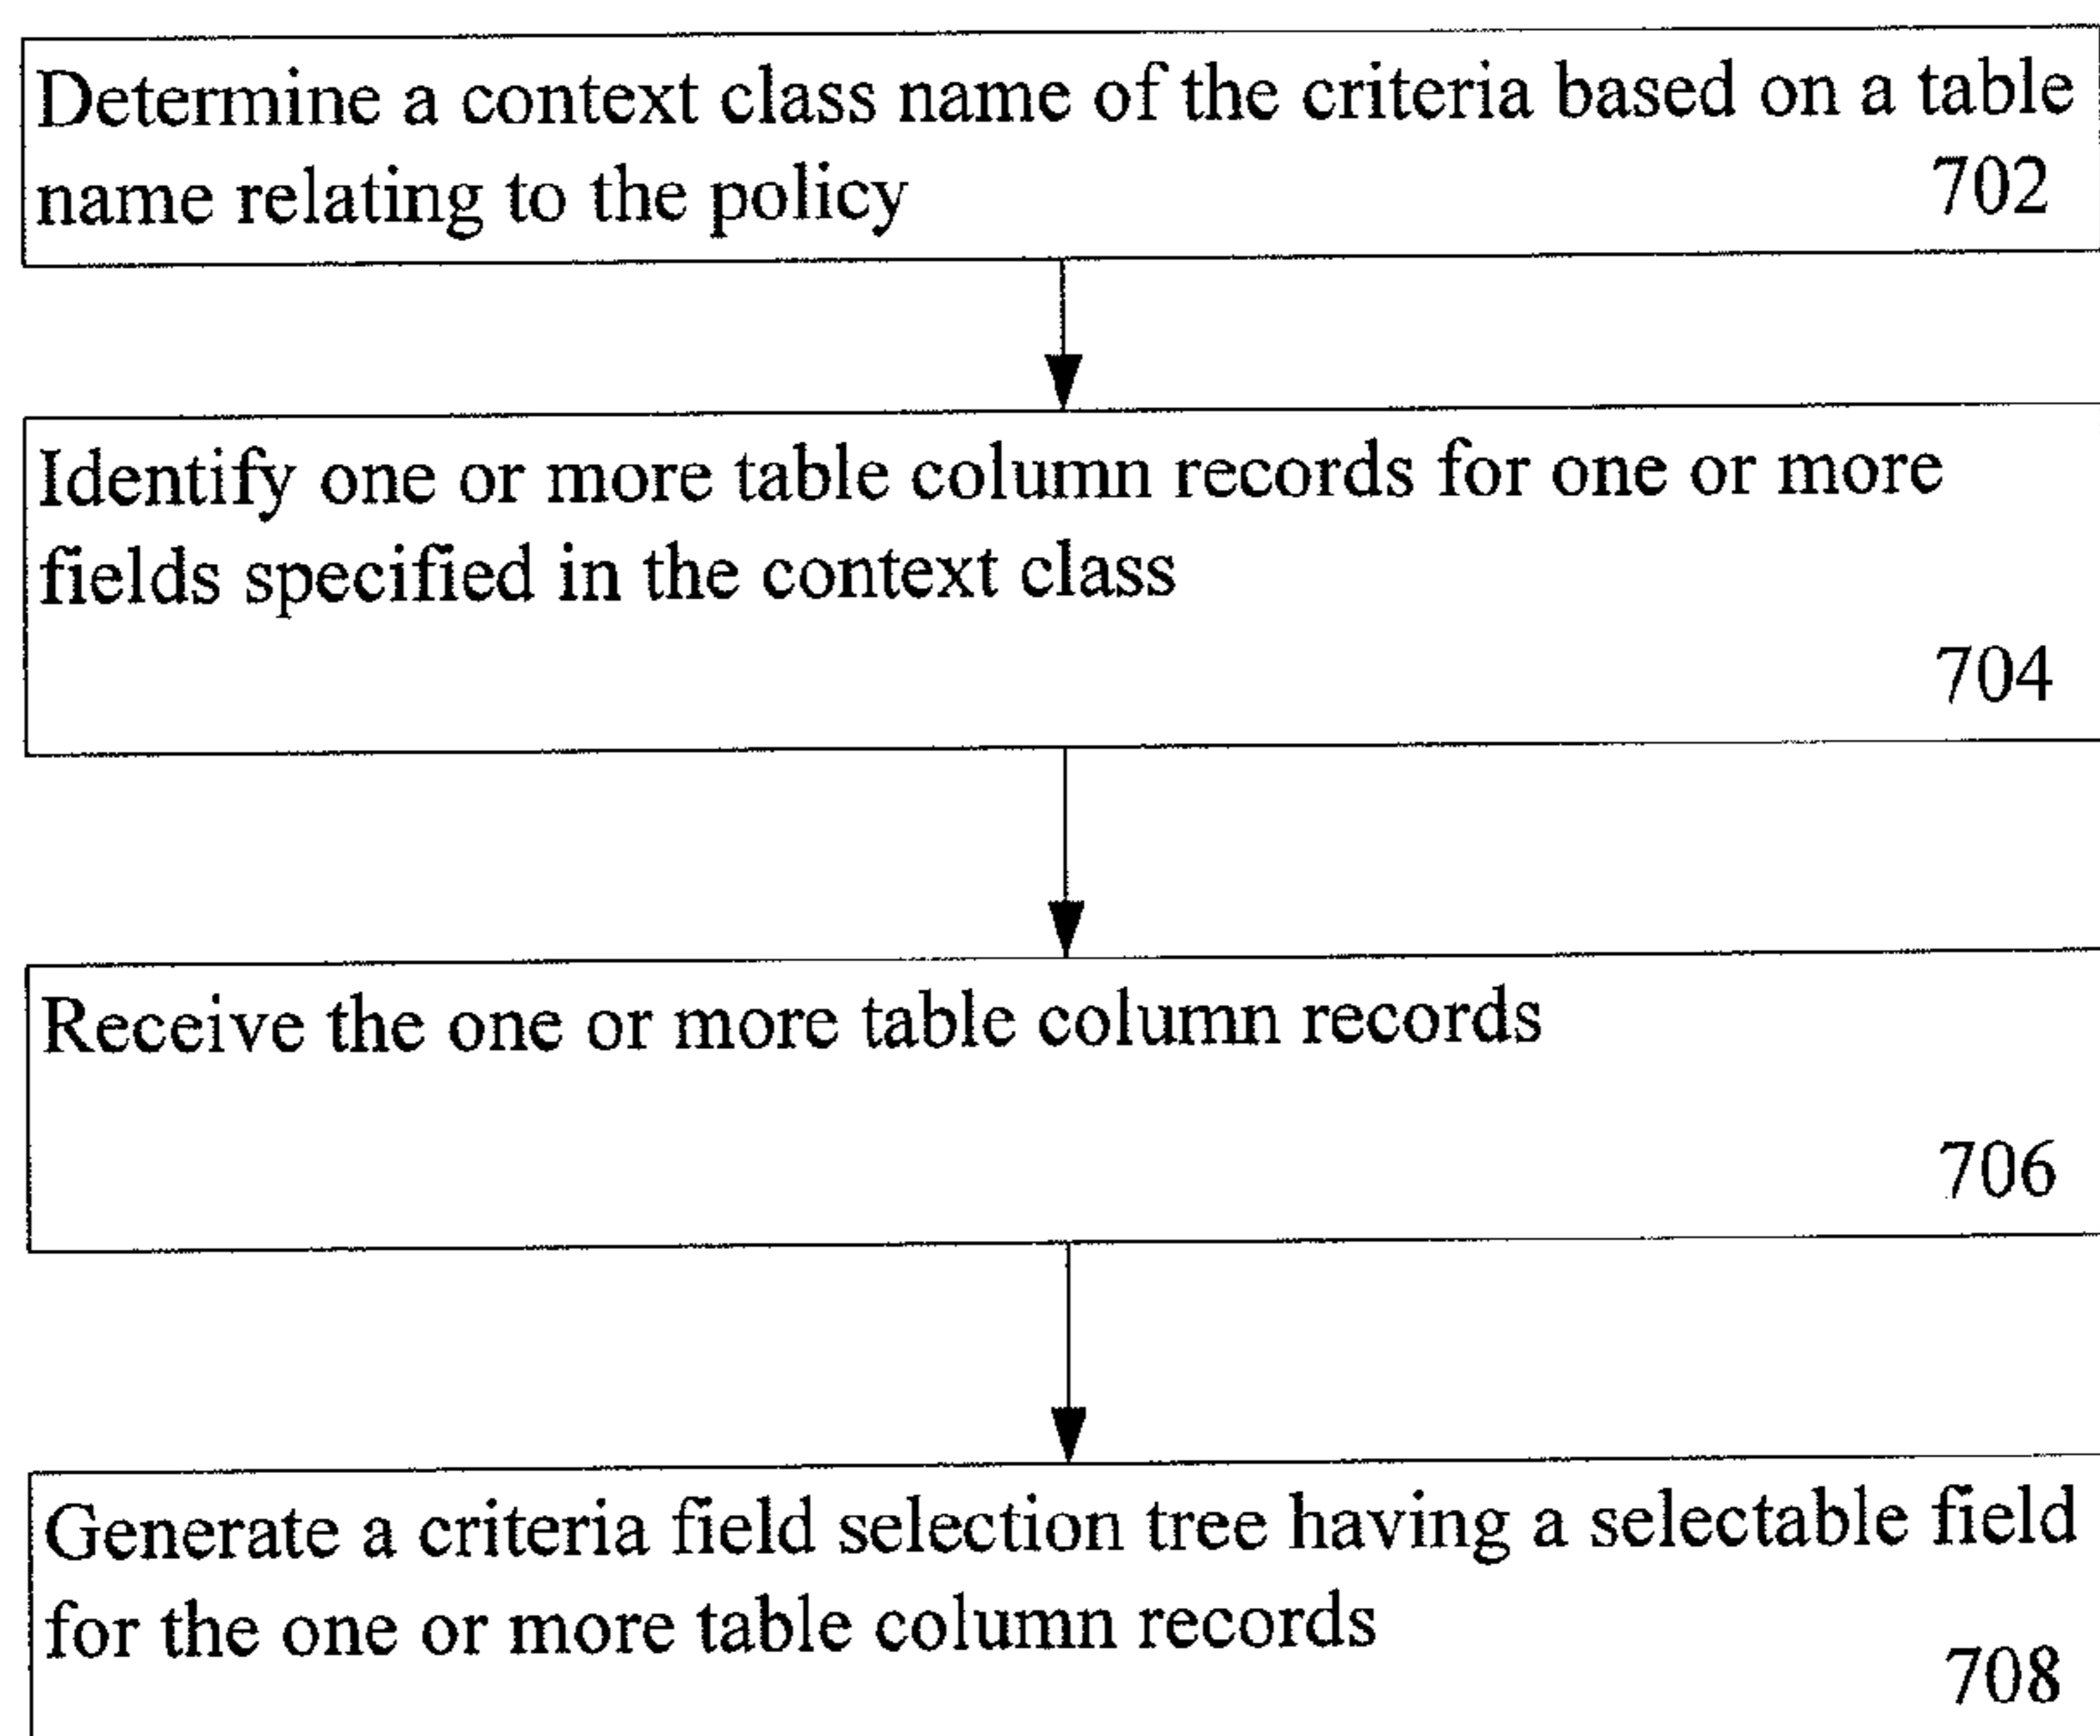 Determine a context class name of the criteria based on a table
name relating to the policy
702
Identify one or more table column records for one or more
fields specified in the context class
704
Receive the one or more table column records
706
Generate a criteria field selection tree having a selectable field
for the one or more table column records
708